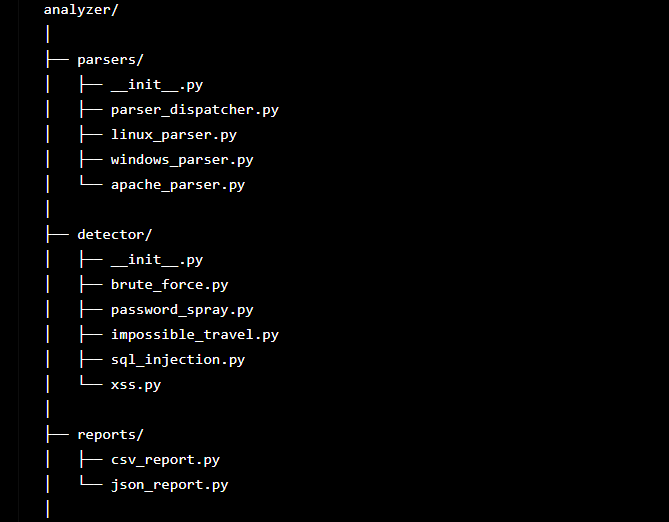 analyzer/
│
├── parsers/
│   ├── __init__.py
│   ├── parser_dispatcher.py
│   ├── linux_parser.py
│   ├── windows_parser.py
│   └── apache_parser.py
│
├── detector/
│   ├── __init__.py
│   ├── brute_force.py
│   ├── password_spray.py
│   ├── impossible_travel.py
│   ├── sql_injection.py
│   └── xss.py
│
├── reports/
│   ├── csv_report.py
│   └── json_report.py
│